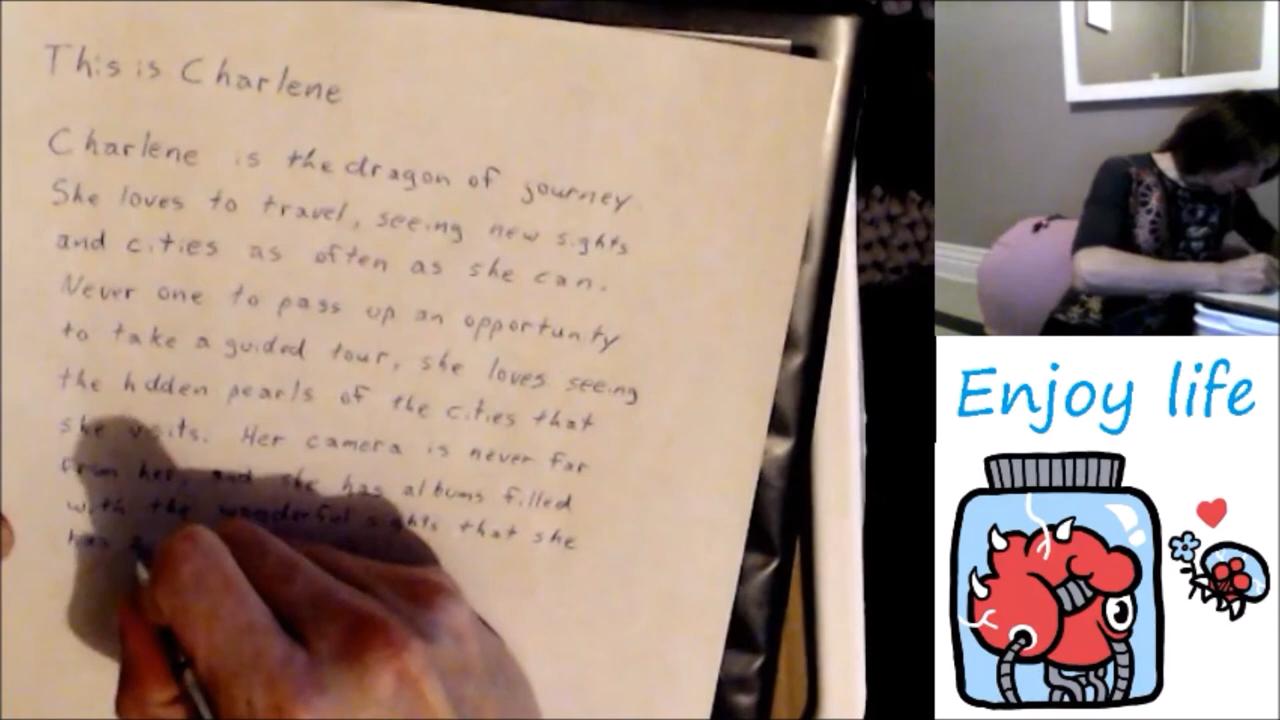 This is Charlene
Charlene is the dragon of journey.
She loves to travel, seeing new sights
and cities as often as she can.
Never one to pass up an opportunity
to take a guided tour, she loves seeing
the hidden pearls of the cities that
she visits. Her camera is never far
from her, and she has albums filled
with the wonderful sights that she
has
Enjoy life